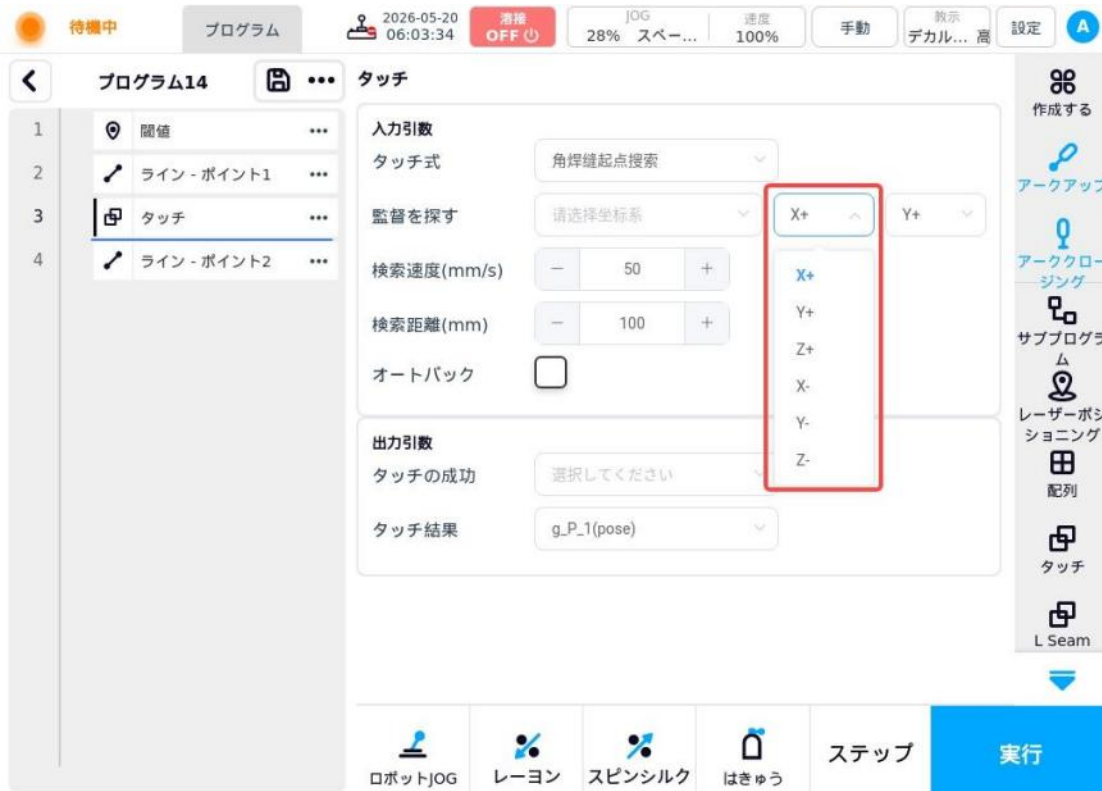 待機中
プログラム
2026-05-20
06:03:34
溶接
OFF
JOG
28% スペー...
速度
100%
手動
教示
デカル... 高
設定
A
プログラム14
タッチ
1 閾値
2 ライン - ポイント1
3 タッチ
4 ライン - ポイント2
入力引数
タッチ式 角焊缝起点搜索
監督を探す 请选择坐标系 X+ Y+
検索速度(mm/s) 50
検索距離(mm) 100
オートバック
X+
Y+
Z+
X-
Y-
Z-
出力引数
タッチの成功 選択してください
タッチ結果 g_P_1(pose)
作成する
アークアップ
アーククロー
ジング
サブプログラ
ム
レーザーポジ
ショニング
配列
タッチ
L Seam
ロボットJOG
レーヨン
スピンシルク
はきゅう
ステップ
実行